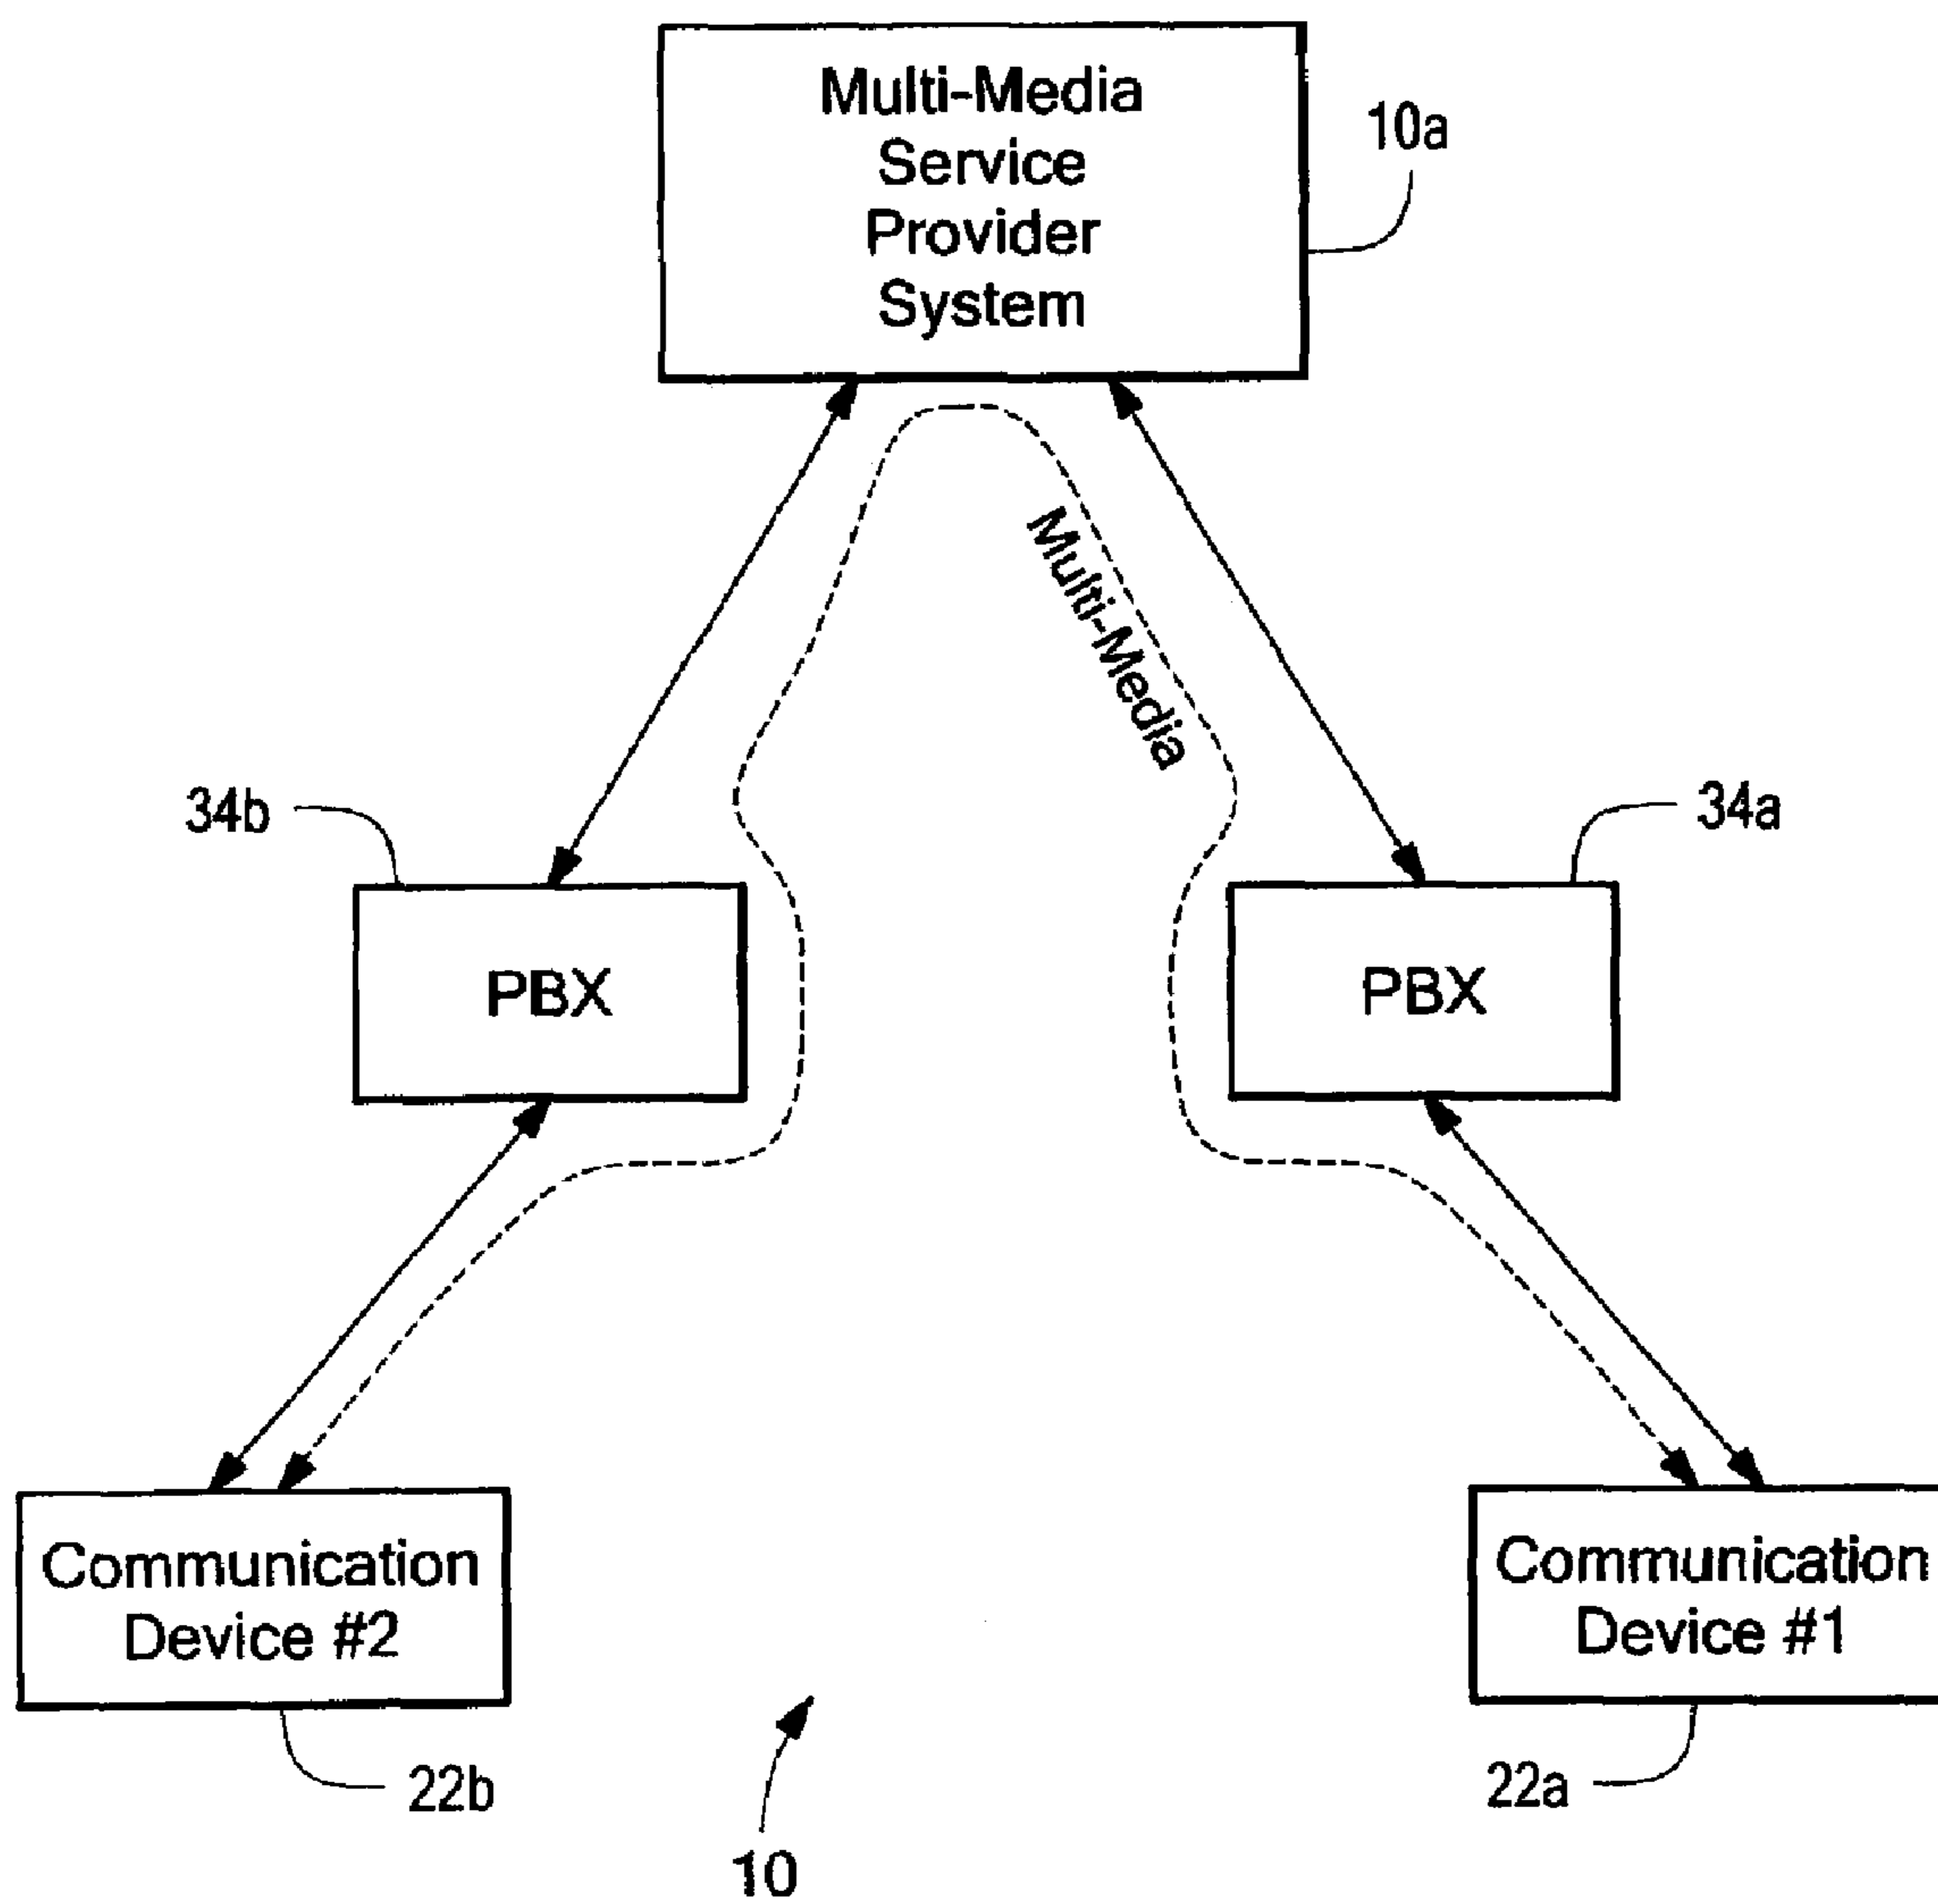 Multi-Media
Service
Provider
System
10a
Multi-Media
34b
34a
PBX
PBX
Communication
Device #2
Communication
Device #1
22b
22a
10